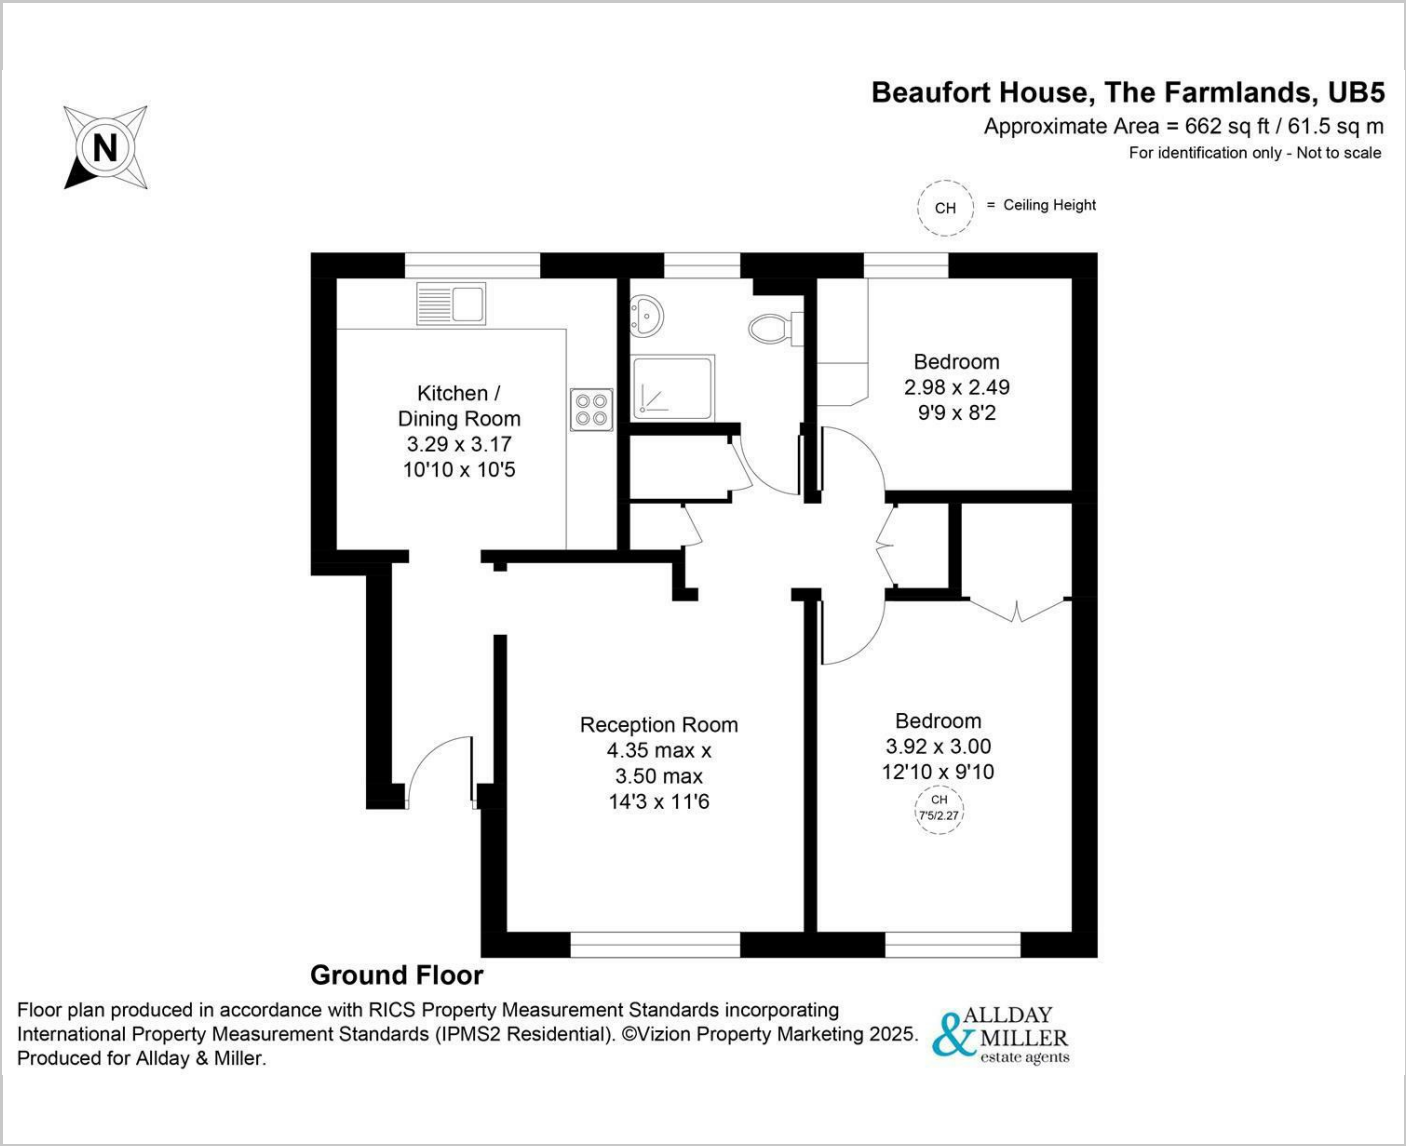 N
Beaufort House, The Farmlands, UB5
Approximate Area = 662 sq ft / 61.5 sq m
For identification only - Not to scale
CH
= Ceiling Height
Kitchen /
Dining Room
3.29 x 3.17
10'10 x 10'5
Bedroom
2.98 x 2.49
9'9 x 8'2
Reception Room
4.35 max x
3.50 max
14'3 x 11'6
Bedroom
3.92 x 3.00
12'10 x 9'10
CH
7'5/2.27
Ground Floor
Floor plan produced in accordance with RICS Property Measurement Standards incorporating
International Property Measurement Standards (IPMS2 Residential). ©Vizion Property Marketing 2025.
Produced for Allday & Miller.
ALLDAY
& MILLER
estate agents